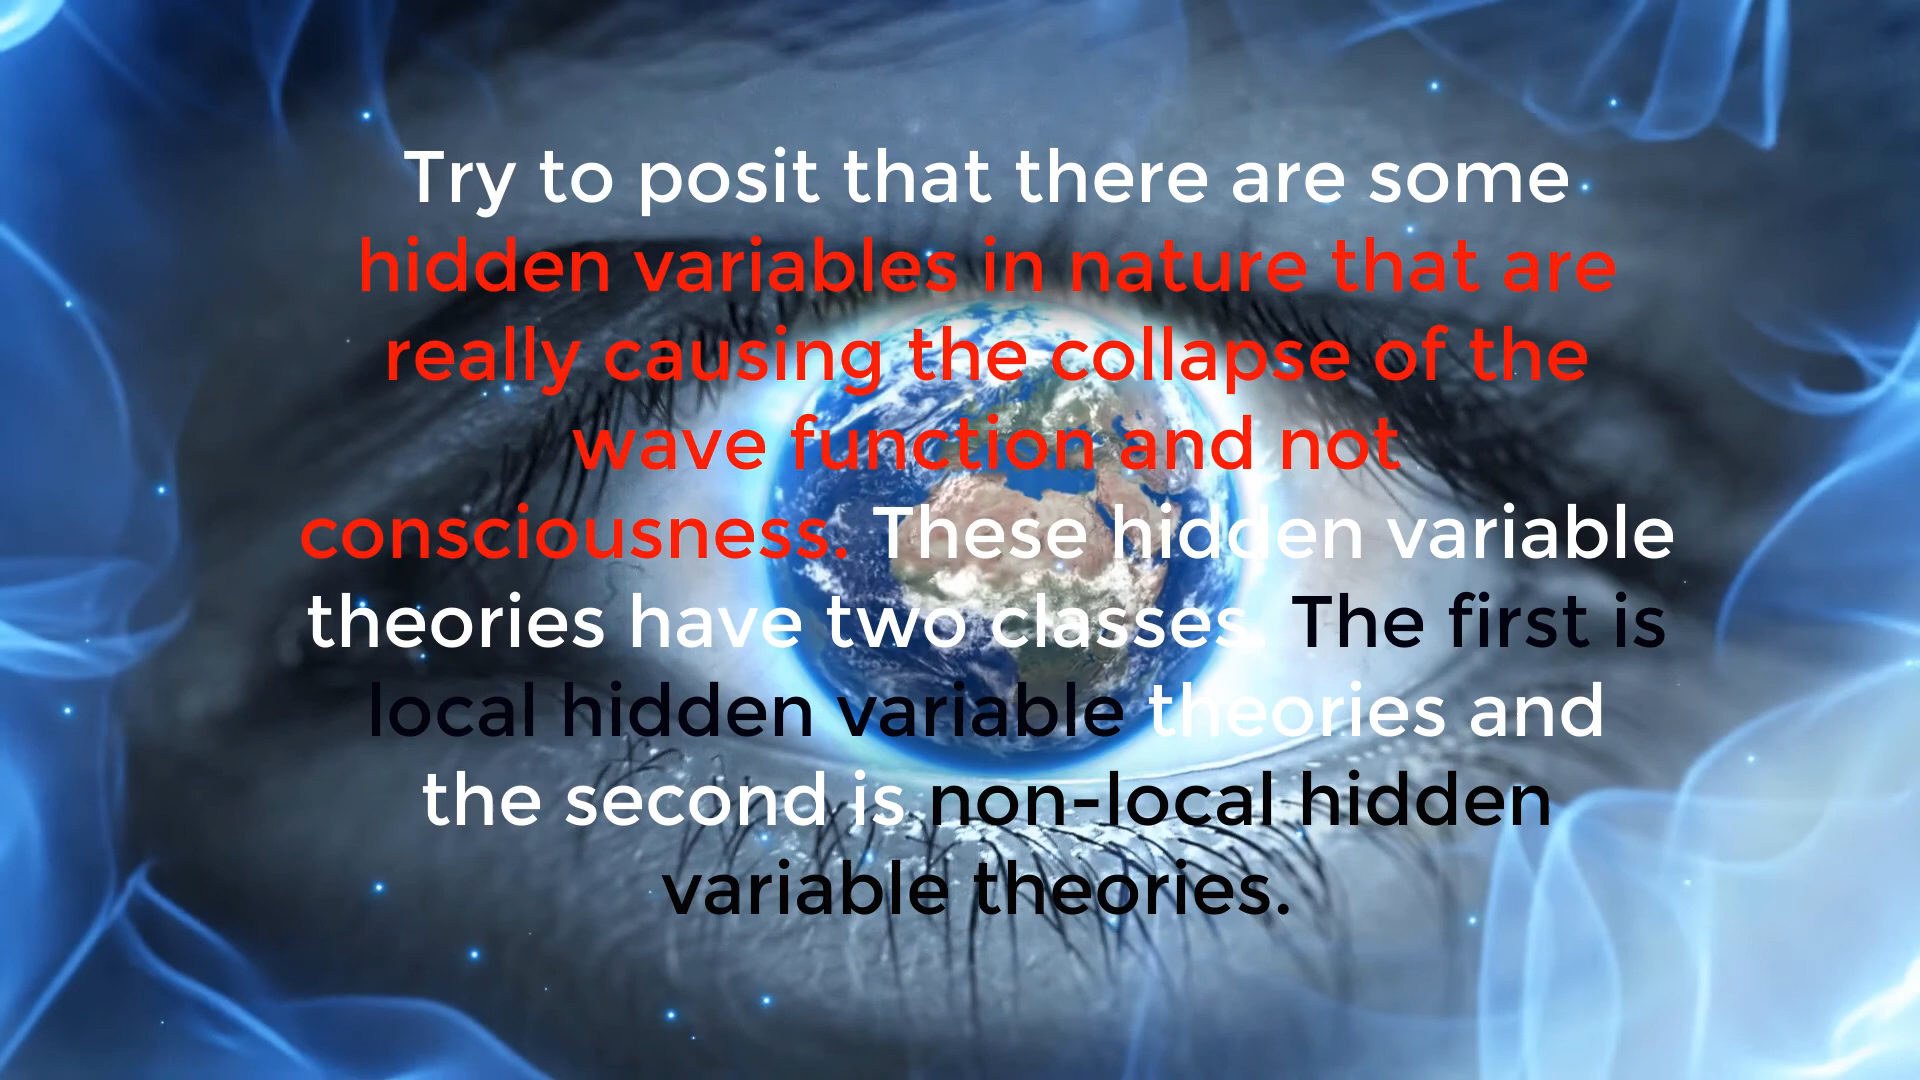 Try to posit that there are some
hidden variables in nature that are
really causing the collapse of the
wave function and not
consciousness. These hidden variable
theories have two classes. The first is
local hidden variable theories and
the second is non-local hidden
variable theories.